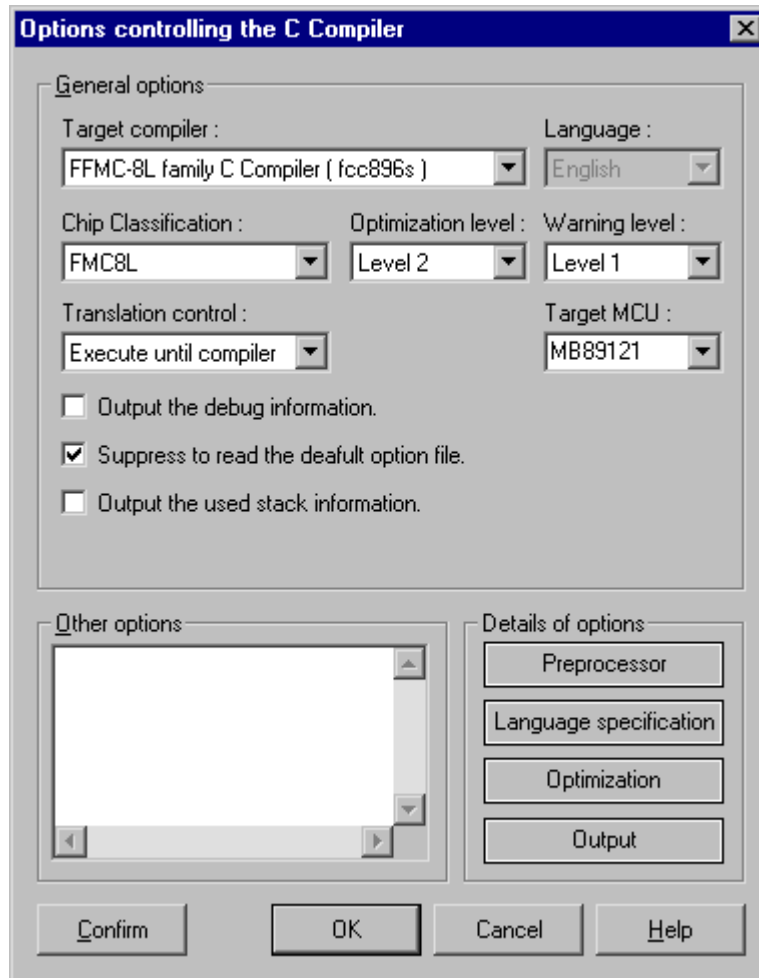 Options controlling the C Compiler
General options
Target compiler :
Language :
FFMC-8L family C Compiler ( fcc896s )
English
Chip Classification :
Optimization level :
Warning level :
FMC8L
Level 2
Level 1
Translation control :
Target MCU :
Execute until compiler
MB89121
Output the debug information.
Suppress to read the deafult option file.
Output the used stack information.
Other options
Details of options
Preprocessor
Language specification
Optimization
Output
Confirm
OK
Cancel
Help